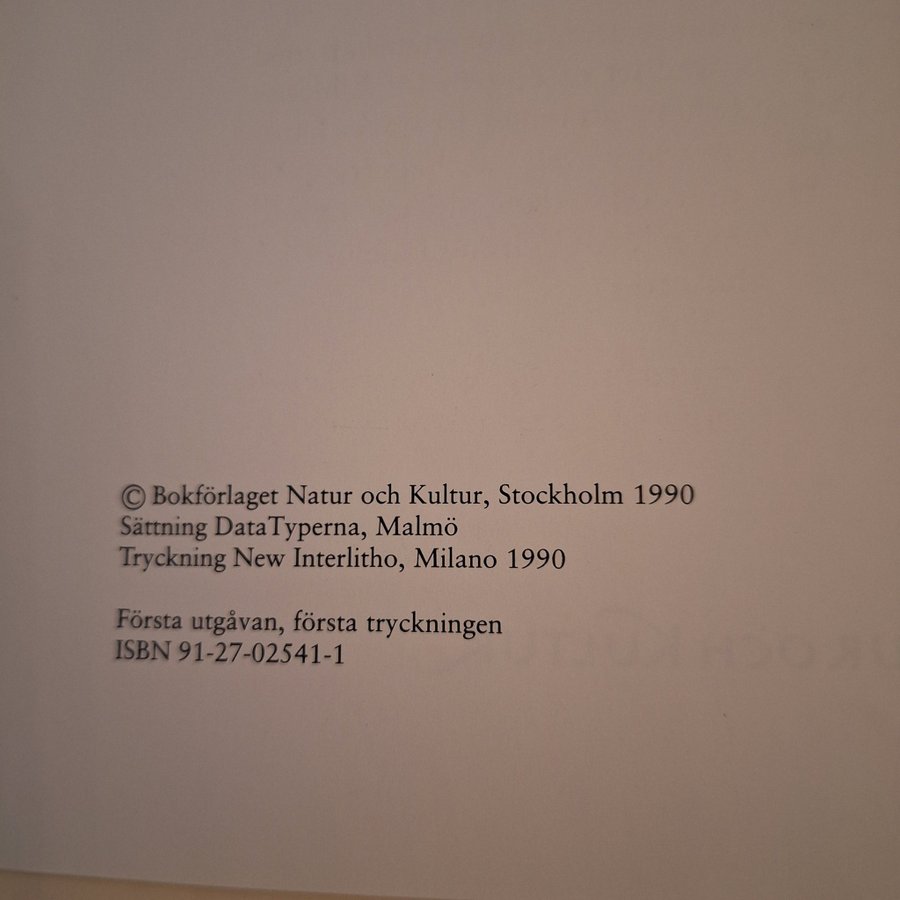 © Bokförlaget Natur och Kultur, Stockholm 1990
Sättning DataTyperna, Malmö
Tryckning New Interlitho, Milano 1990
Första utgåvan, första tryckningen
ISBN 91-27-02541-1